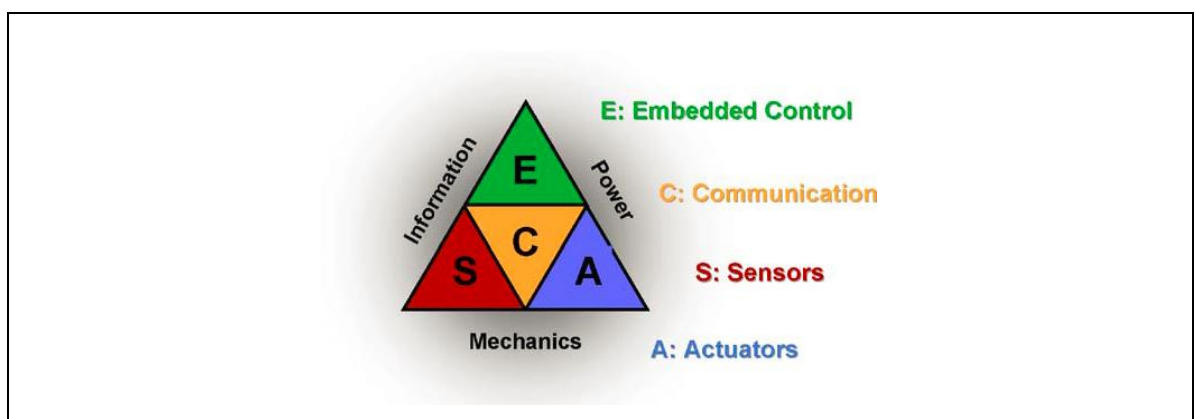 E: Embedded Control
E
Information
Power
C: Communication
C
S
A
S: Sensors
Mechanics
A: Actuators